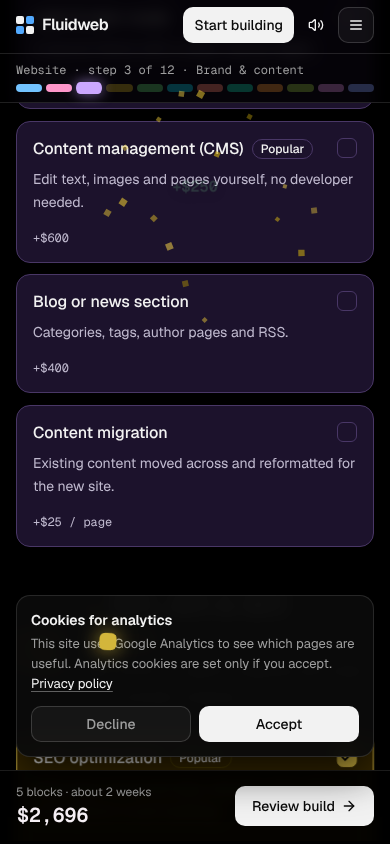 Fluidweb
Start building
Website · step 3 of 12 · Brand & content
Content management (CMS)
Popular
Edit text, images and pages yourself, no developer
needed.
+$250
+$600
Blog or news section
Categories, tags, author pages and RSS.
+$400
Content migration
Existing content moved across and reformatted for
the new site.
+$25 / page
Cookies for analytics
This site uses Google Analytics to see which pages are
useful. Analytics cookies are set only if you accept.
Privacy policy
Decline
Accept
SEO optimization
Popular
5 blocks · about 2 weeks
$2,696
Review build →